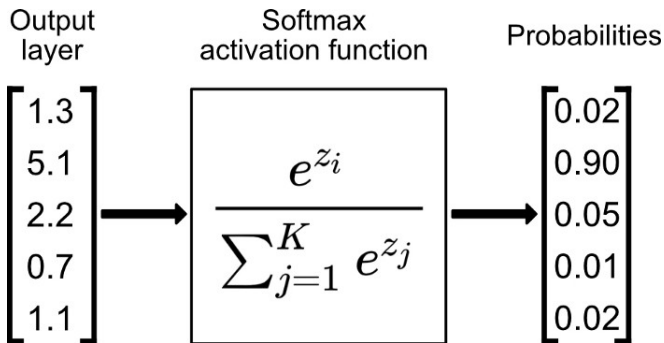 Output
layer
Softmax
activation function
Probabilities
1.3
5.1
2.2
0.7
1.1
e^{z_i}
∑_{j=1}^{K} e^{z_j}
0.02
0.90
0.05
0.01
0.02